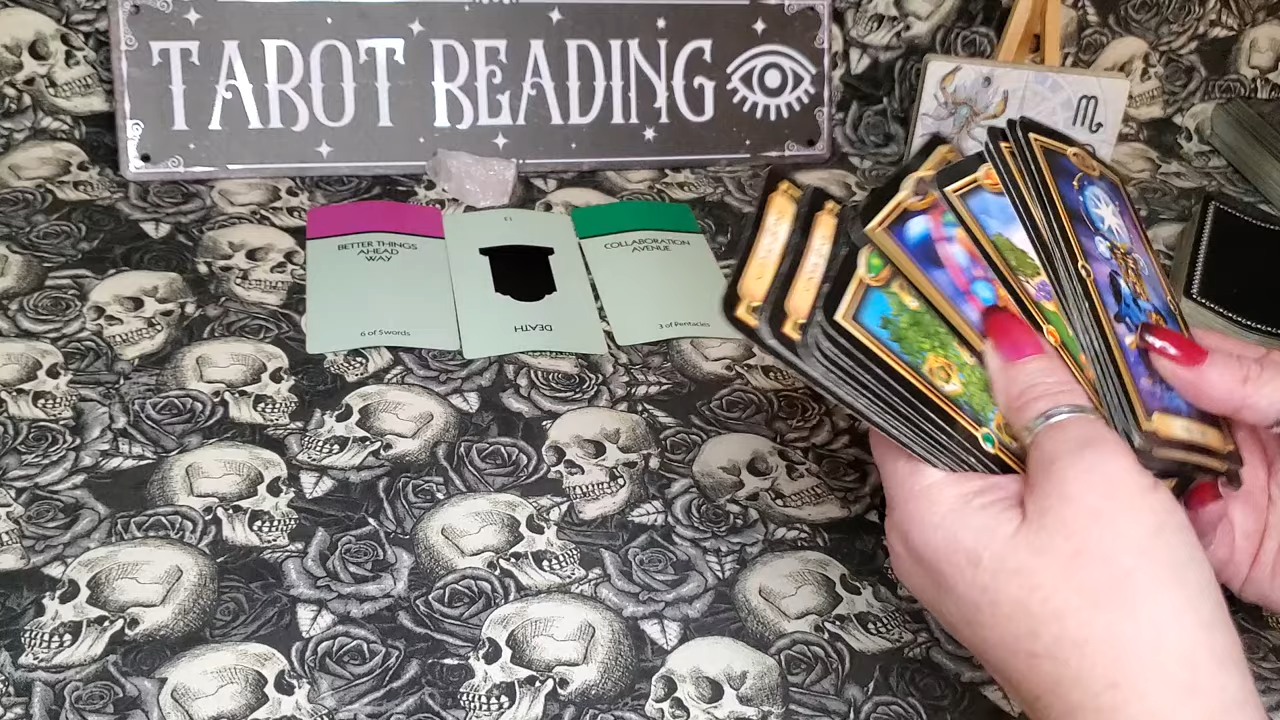 TAROT READING
BETTER THINGS
AHEAD
WAY
6 of Swords
13
DEATH
COLLABORATION
AVENUE
3 of Pentacles